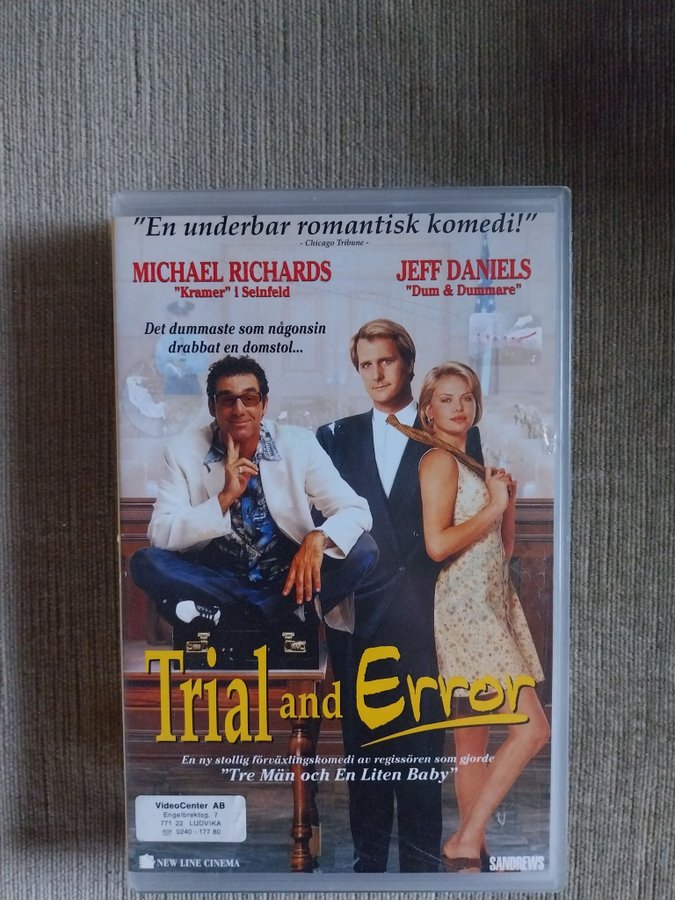 "En underbar romantisk komedi!"
- Chicago Tribune -
MICHAEL RICHARDS
"Kramer" i Seinfeld
JEFF DANIELS
"Dum & Dummare"
Det dummaste som någonsin
drabbat en domstol...
Trial and Error
En ny stollig förväxlingskomedi av regissören som gjorde
"Tre Män och En Liten Baby"
VideoCenter AB
Engelbrektsg. 7
771 22 LUDVIKA
☎ 0240 - 177 80
NEW LINE CINEMA
SANDREWS